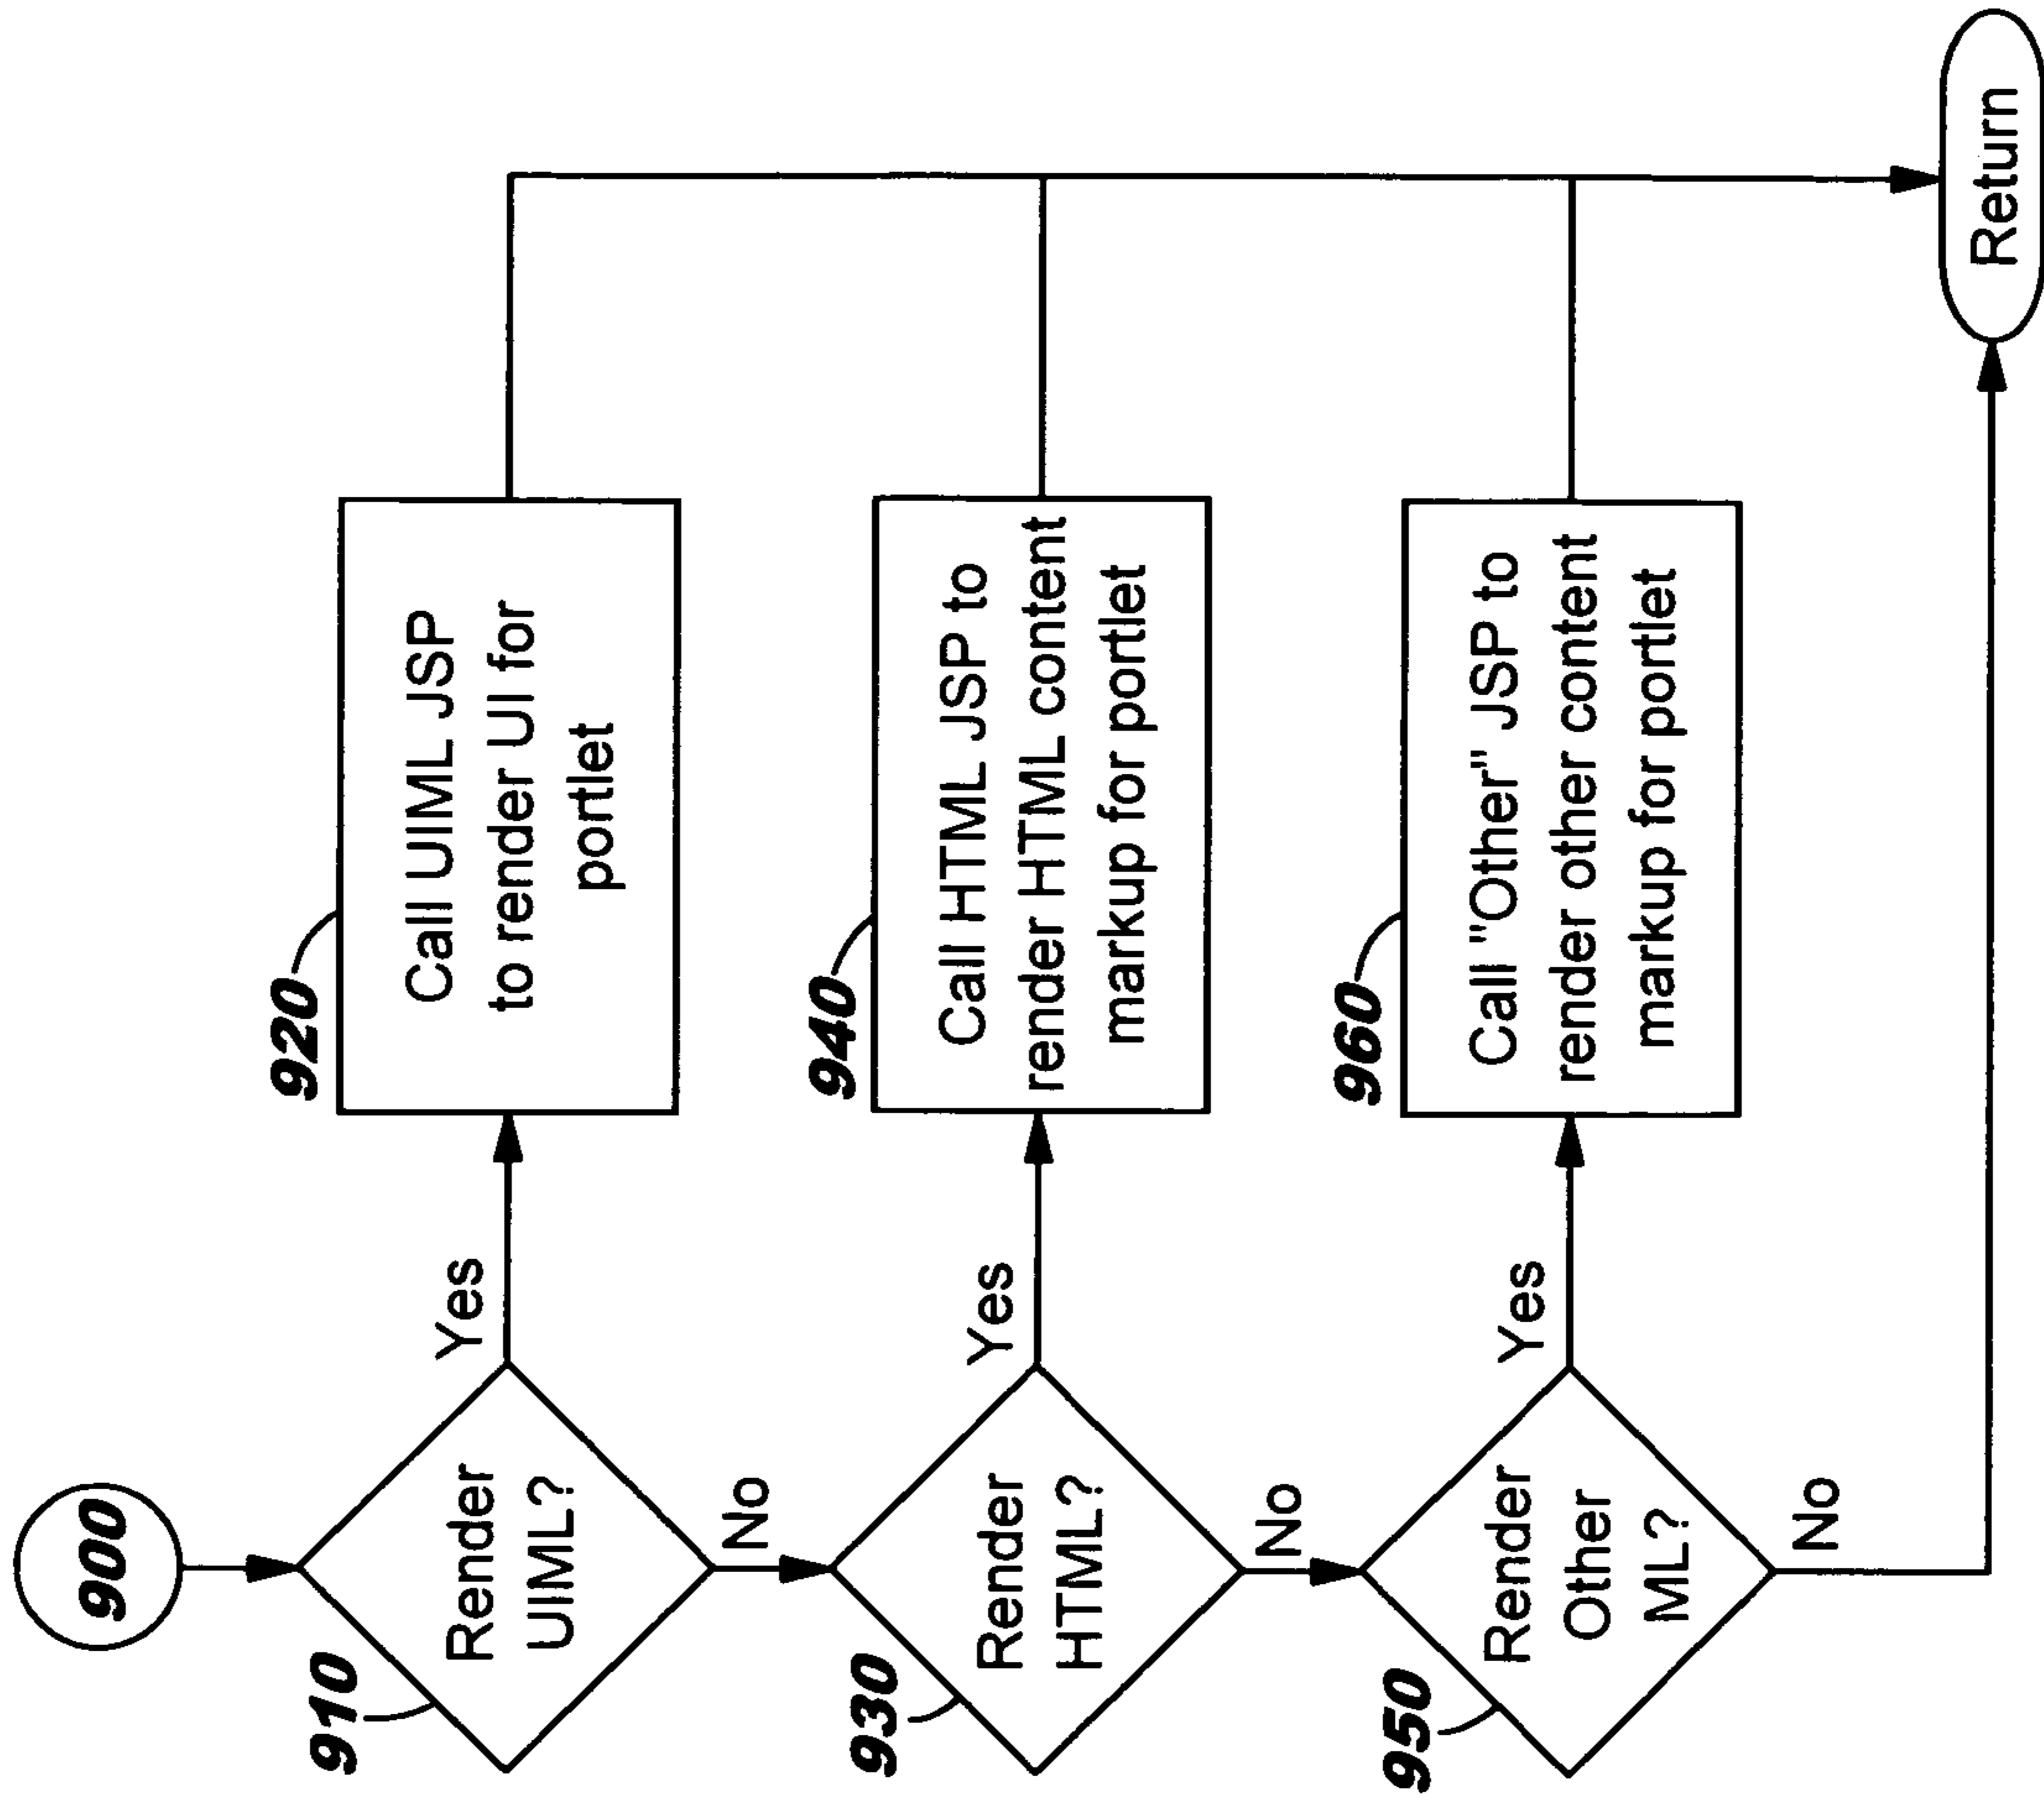 900
910
Render
UIML?
Yes
920
Call UIML JSP
to render UI for
portlet
No
930
Render
HTML?
Yes
940
Call HTML JSP to
render HTML content
markup for portlet
No
950
Render
Other
ML?
Yes
960
Call "Other" JSP to
render other content
markup for portlet
No
Return